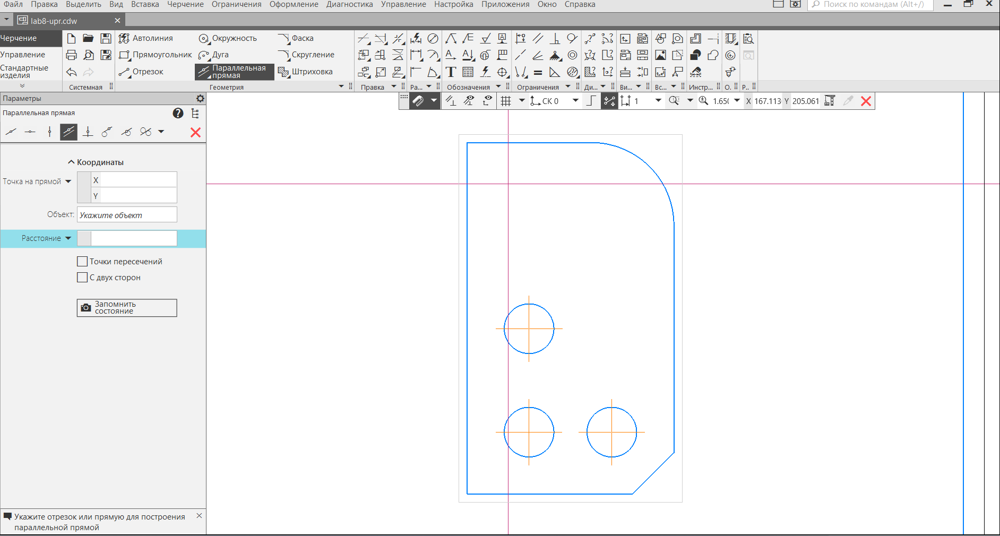 Файл Правка Выделить Вид Вставка Черчение Ограничения Оформление Диагностика Управление Настройка Приложения Окно Справка
Поиск по командам (Alt+/)
lab8-upr.cdw
Черчение
Управление
Стандартные
изделия
Системная
Автолиния
Окружность
Фаска
Прямоугольник
Дуга
Скругление
Отрезок
Параллельная
прямая
Штриховка
Геометрия
Правка
Ра...
Обозначения
Ограничения
Ди...
Ви...
Вс...
Инстр...
О.
Р..
Параметры
СК 0
1
1.65
X 167.113
Y 205.061
Параллельная прямая
Координаты
Точка на прямой
X
Y
Объект: Укажите объект
Расстояние
Точки пересечений
С двух сторон
Запомнить
состояние
Укажите отрезок или прямую для построения
параллельной прямой